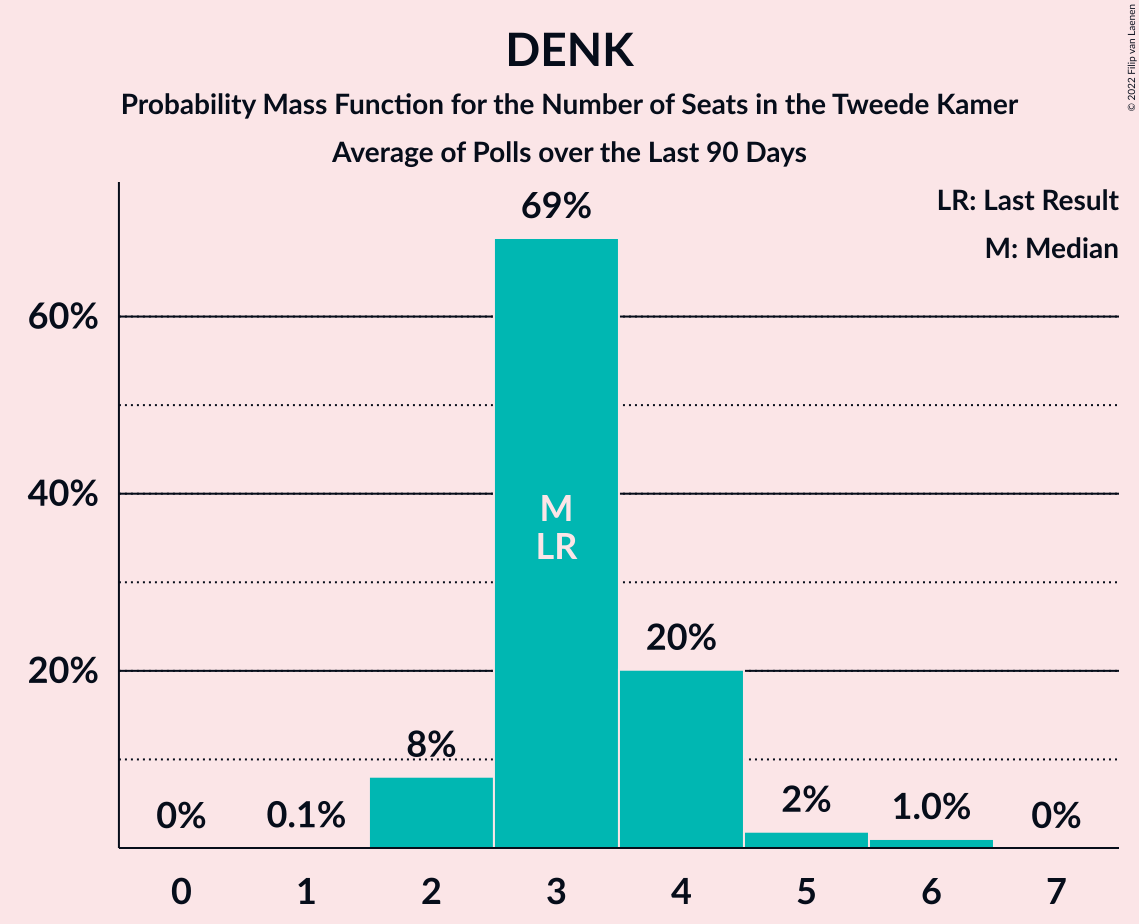 DENK
Probability Mass Function for the Number of Seats in the Tweede Kamer
Average of Polls over the Last 90 Days
© 2022 Filip van Laenen
LR: Last Result
M: Median
69%
60%
40%
M
LR
20%
20%
8%
0%
0.1%
2%
1.0%
0%
0 1 2 3 4 5 6 7